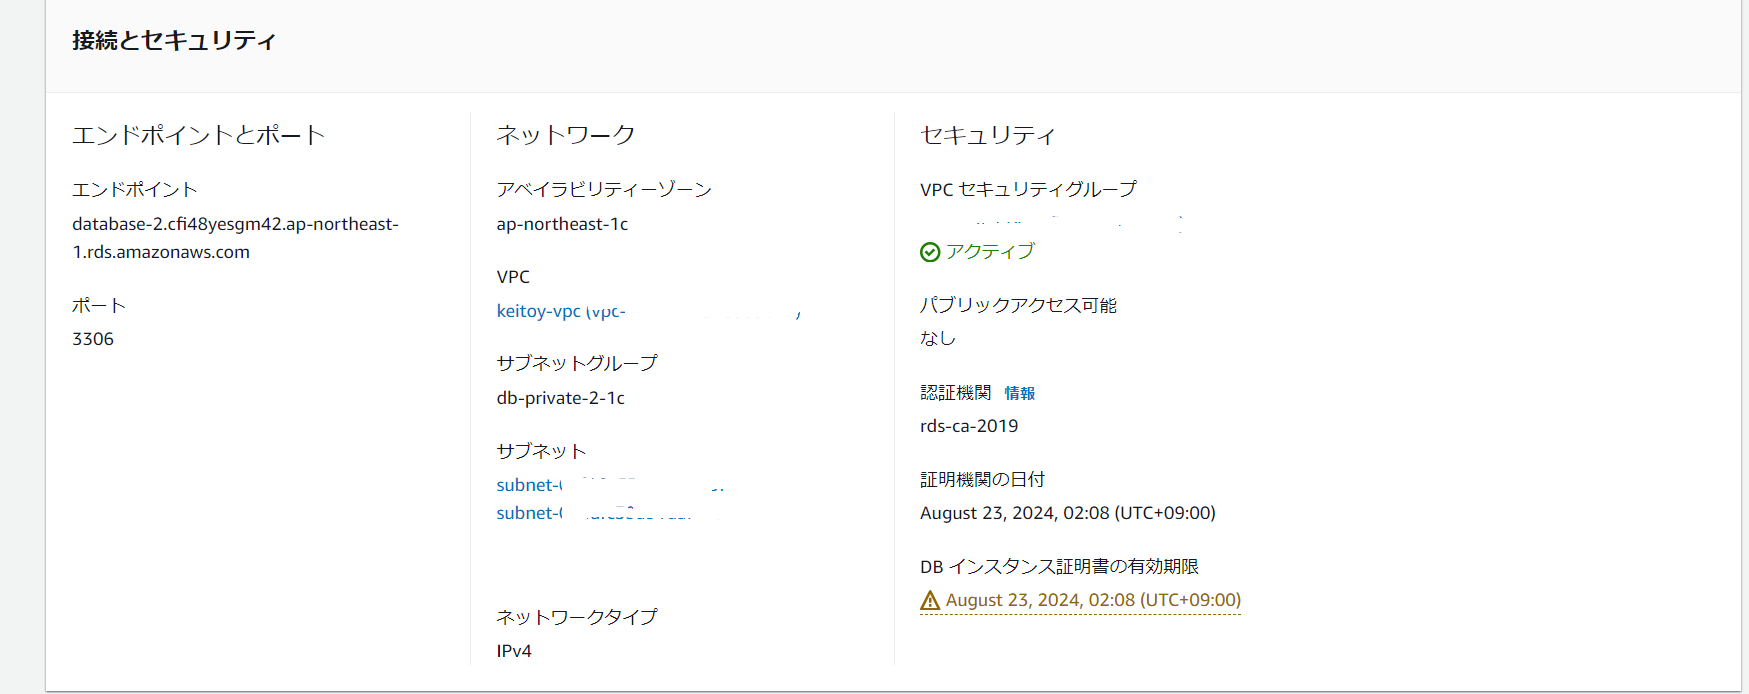 接続とセキュリティ
エンドポイントとポート
エンドポイント
database-2.cfi48yesgm42.ap-northeast-
1.rds.amazonaws.com
ポート
3306
ネットワーク
アベイラビリティーゾーン
ap-northeast-1c
VPC
keitoy-vpc (vpc-
サブネットグループ
db-private-2-1c
サブネット
subnet-
subnet-
ネットワークタイプ
IPv4
セキュリティ
VPC セキュリティグループ
アクティブ
パブリックアクセス可能
なし
認証機関 情報
rds-ca-2019
証明機関の日付
August 23, 2024, 02:08 (UTC+09:00)
DB インスタンス証明書の有効期限
August 23, 2024, 02:08 (UTC+09:00)